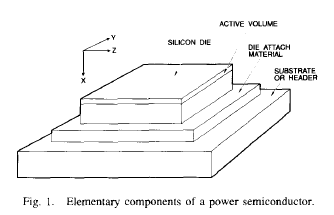 ACTIVE VOLUME
SILICON DIE
DIE ATTACH
MATERIAL
SUBSTRATE
OR HEADER
Y
Z
X
Fig. 1. Elementary components of a power semiconductor.